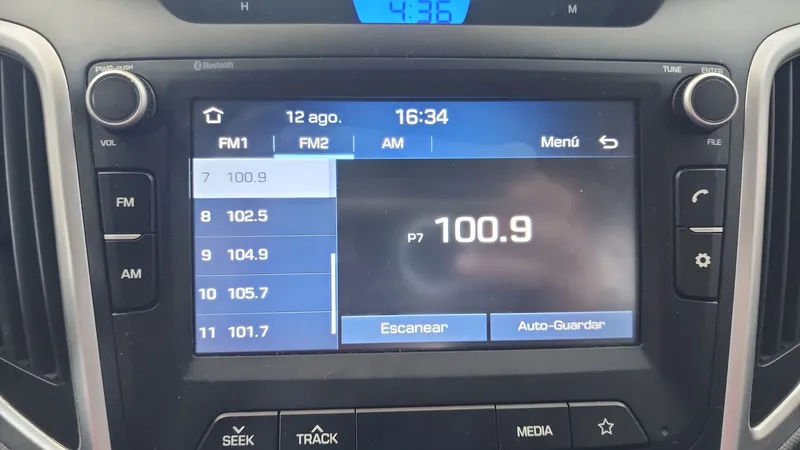 H
4:36
M
PWR PUSH
Bluetooth
TUNE
ENTER
12 ago.
16:34
FM1
FM2
AM
Menú
VOL
FILE
7 100.9
8 102.5
9 104.9
10 105.7
11 101.7
P7 100.9
Escanear
Auto-Guardar
FM
AM
SEEK
TRACK
MEDIA